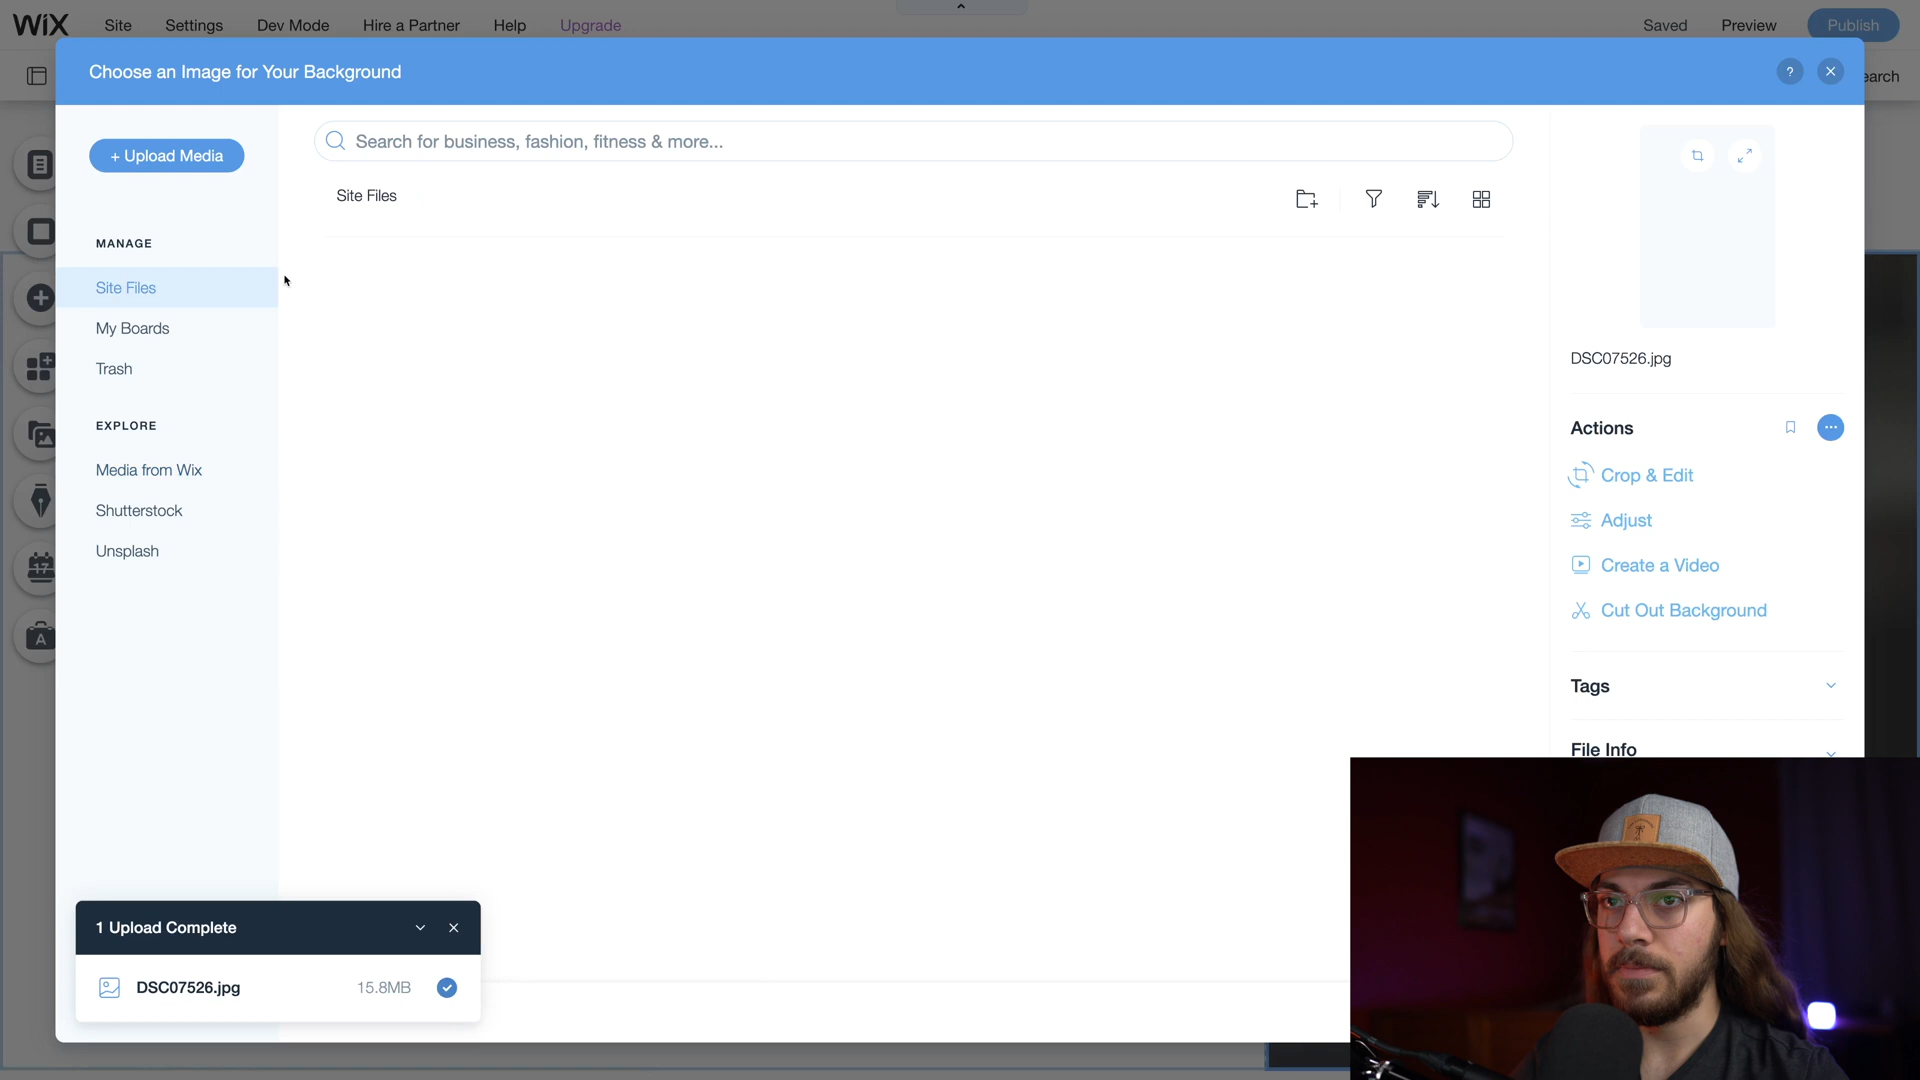 WiX Site Settings Dev Mode Hire a Partner Help Upgrade Saved Preview Publish
Choose an Image for Your Background ?
earch
+ Upload Media
Search for business, fashion, fitness & more...
Site Files
MANAGE
Site Files
My Boards
Trash
EXPLORE
Media from Wix
Shutterstock
Unsplash
17
A
DSC07526.jpg
Actions
Crop & Edit
Adjust
Create a Video
Cut Out Background
Tags
File Info
1 Upload Complete
DSC07526.jpg 15.8MB